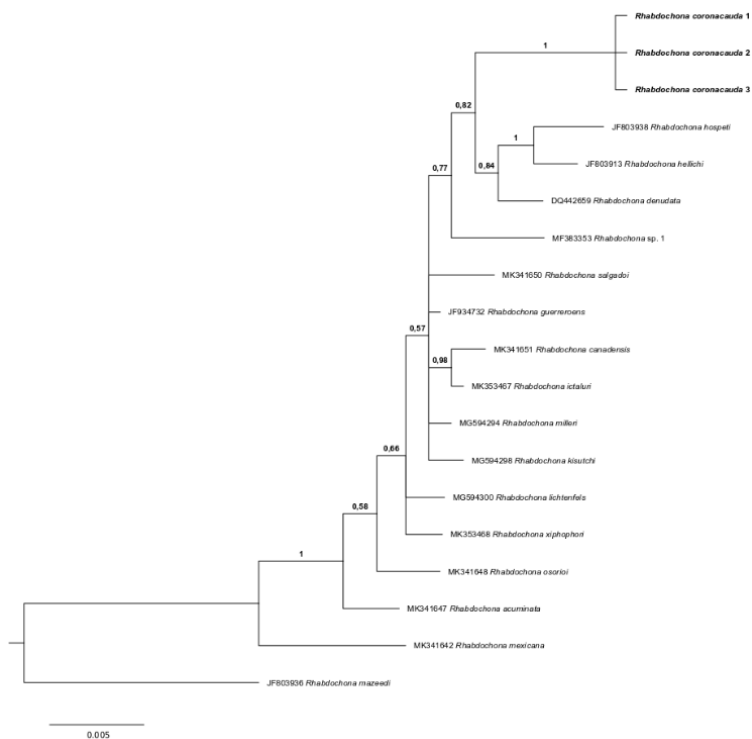 Rhabdochona coronacauda 1
1
Rhabdochona coronacauda 2
Rhabdochona coronacauda 3
0,82
JF803938 Rhabdochona hospeti
1
JF803913 Rhabdochona hellichi
0,84
0,77
DQ442659 Rhabdochona denudata
MF383353 Rhabdochona sp. 1
MK341650 Rhabdochona salgadoi
JF934732 Rhabdochona guerreroens
0,57
MK341651 Rhabdochona canadensis
0,98
MK353467 Rhabdochona ictaluri
MG594294 Rhabdochona milleri
0,66
MG594298 Rhabdochona kisutchi
MG594300 Rhabdochona lichtenfels
0,58
MK353468 Rhabdochona xiphophori
1
MK341648 Rhabdochona osorioi
MK341647 Rhabdochona acuminata
MK341642 Rhabdochona mexicana
JF803936 Rhabdochona mazeedi
0.005